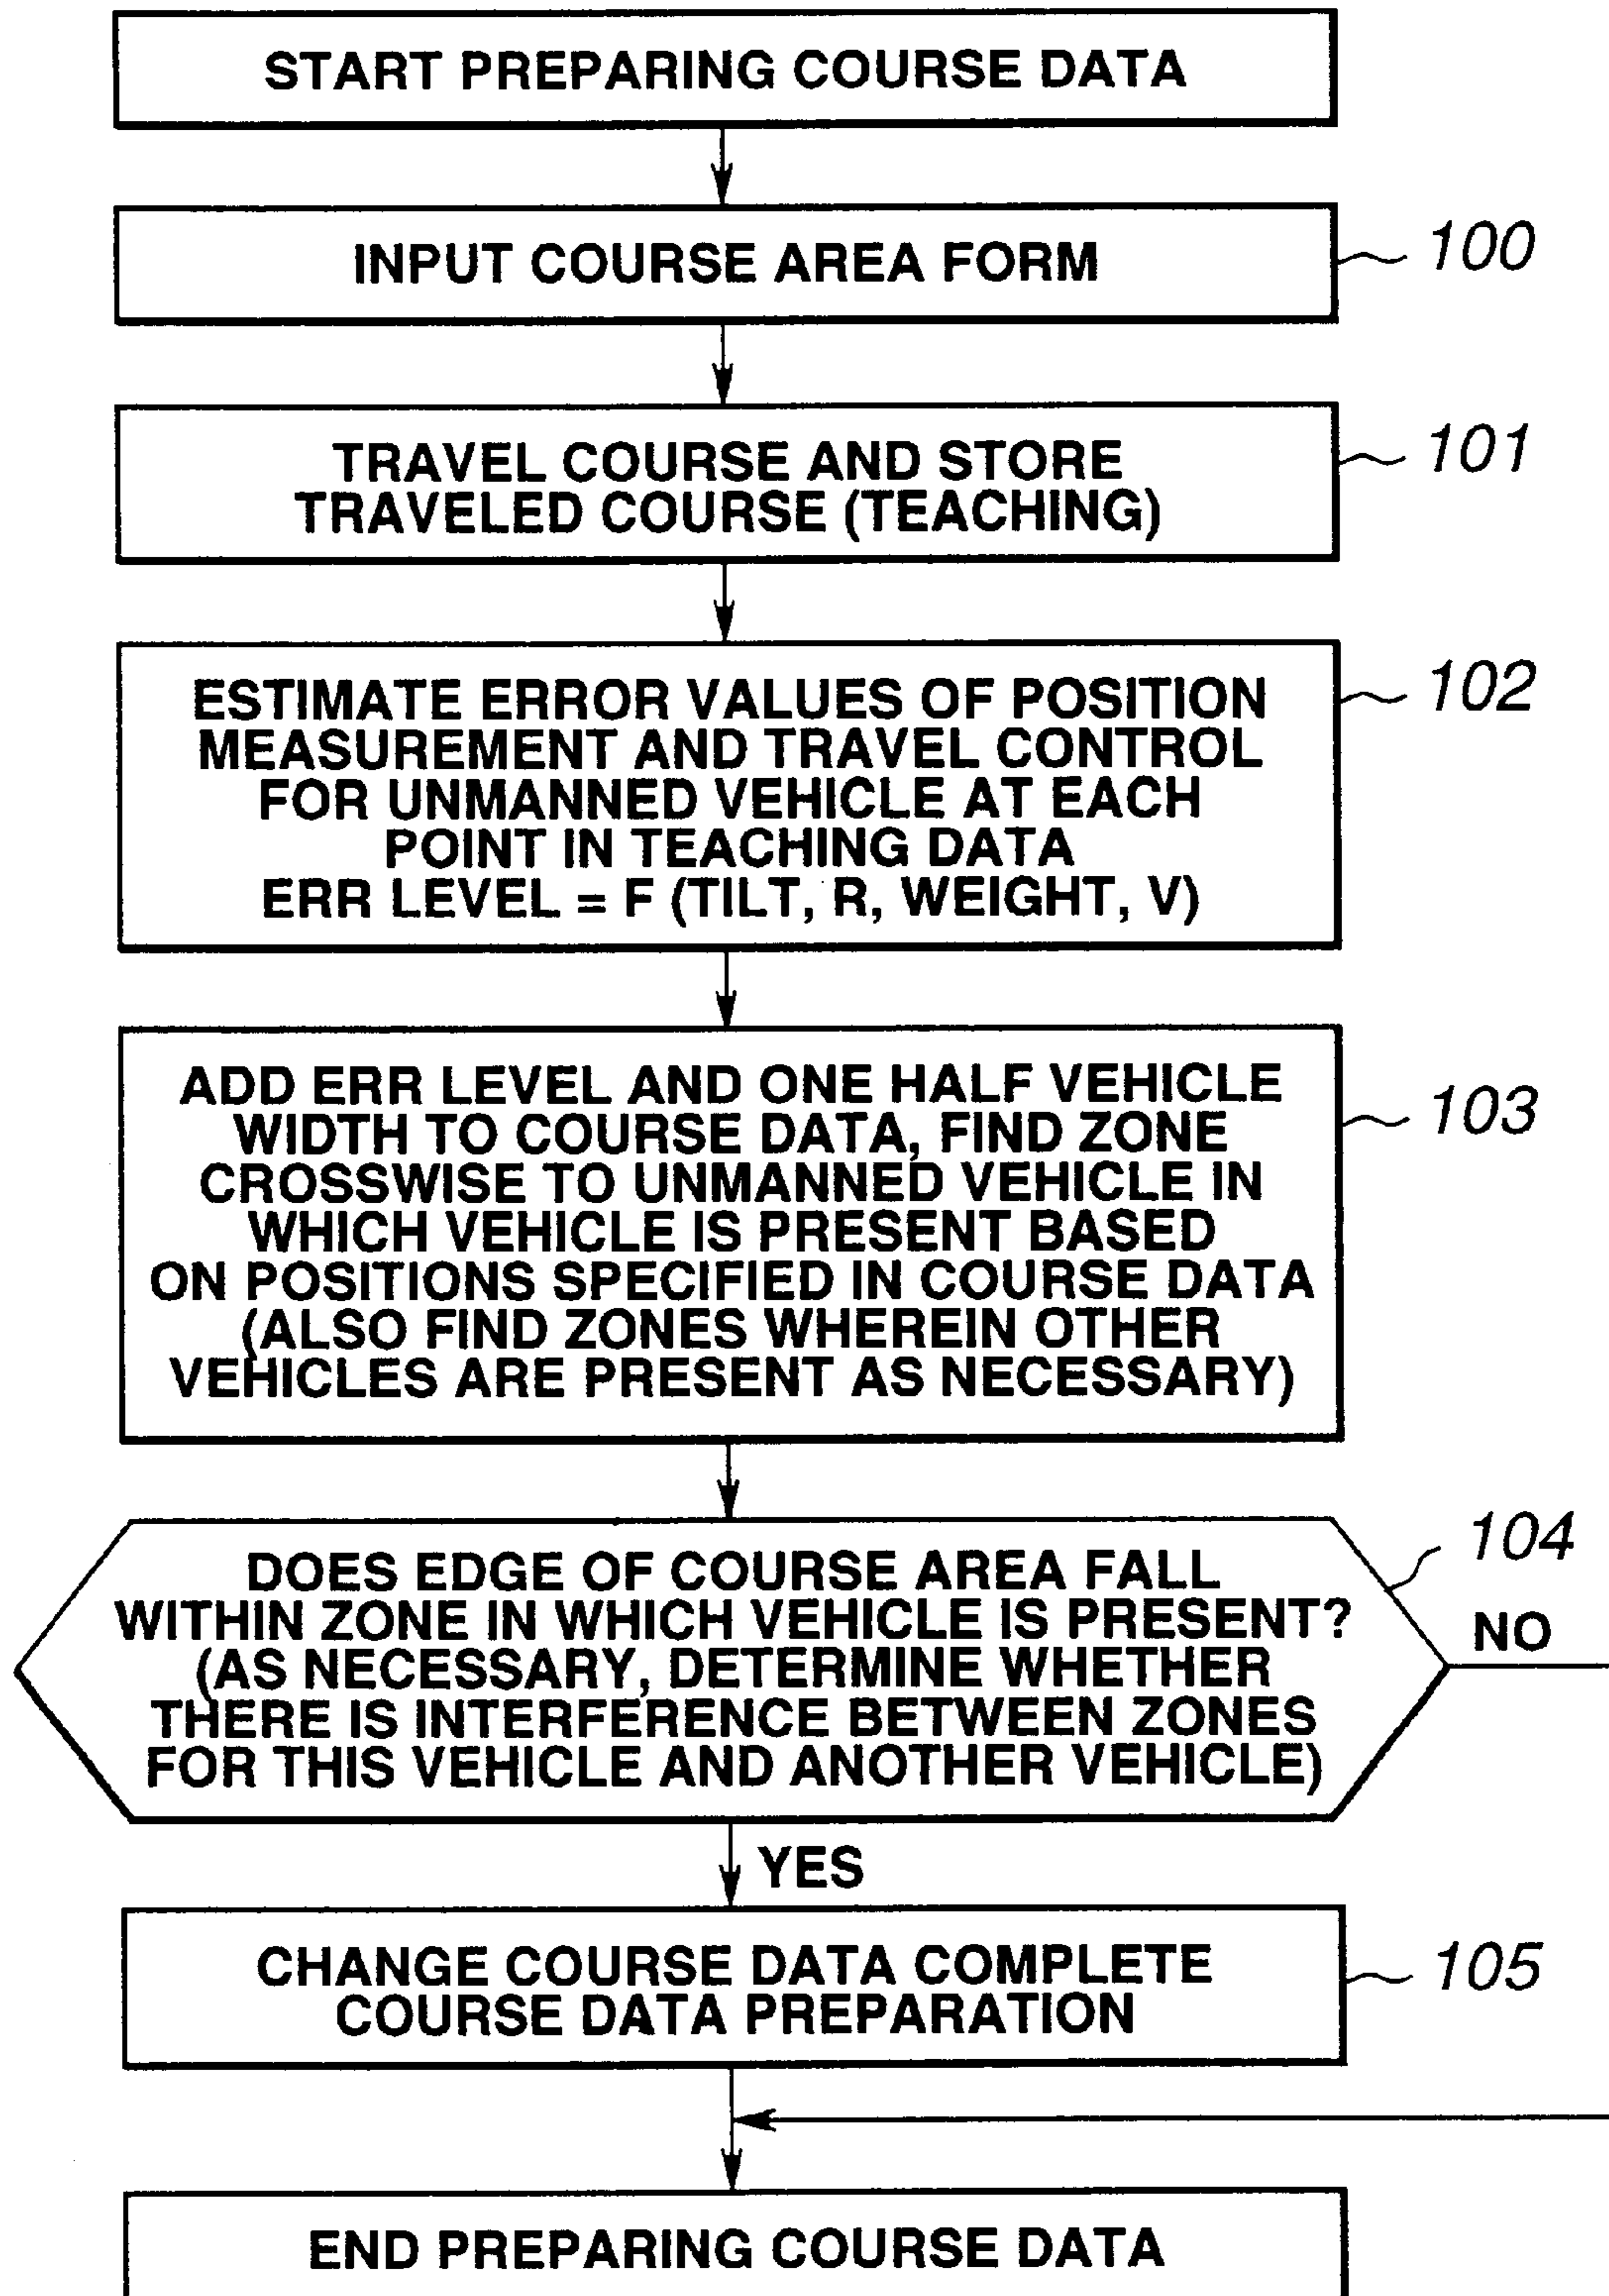 START PREPARING COURSE DATA
INPUT COURSE AREA FORM
100
TRAVEL COURSE AND STORE
TRAVELED COURSE (TEACHING)
101
ESTIMATE ERROR VALUES OF POSITION
MEASUREMENT AND TRAVEL CONTROL
FOR UNMANNED VEHICLE AT EACH
POINT IN TEACHING DATA
ERR LEVEL = F (TILT, R, WEIGHT, V)
102
ADD ERR LEVEL AND ONE HALF VEHICLE
WIDTH TO COURSE DATA, FIND ZONE
CROSSWISE TO UNMANNED VEHICLE IN
WHICH VEHICLE IS PRESENT BASED
ON POSITIONS SPECIFIED IN COURSE DATA
(ALSO FIND ZONES WHEREIN OTHER
VEHICLES ARE PRESENT AS NECESSARY)
103
DOES EDGE OF COURSE AREA FALL
WITHIN ZONE IN WHICH VEHICLE IS PRESENT?
(AS NECESSARY, DETERMINE WHETHER
THERE IS INTERFERENCE BETWEEN ZONES
FOR THIS VEHICLE AND ANOTHER VEHICLE)
104
NO
YES
CHANGE COURSE DATA COMPLETE
COURSE DATA PREPARATION
105
END PREPARING COURSE DATA